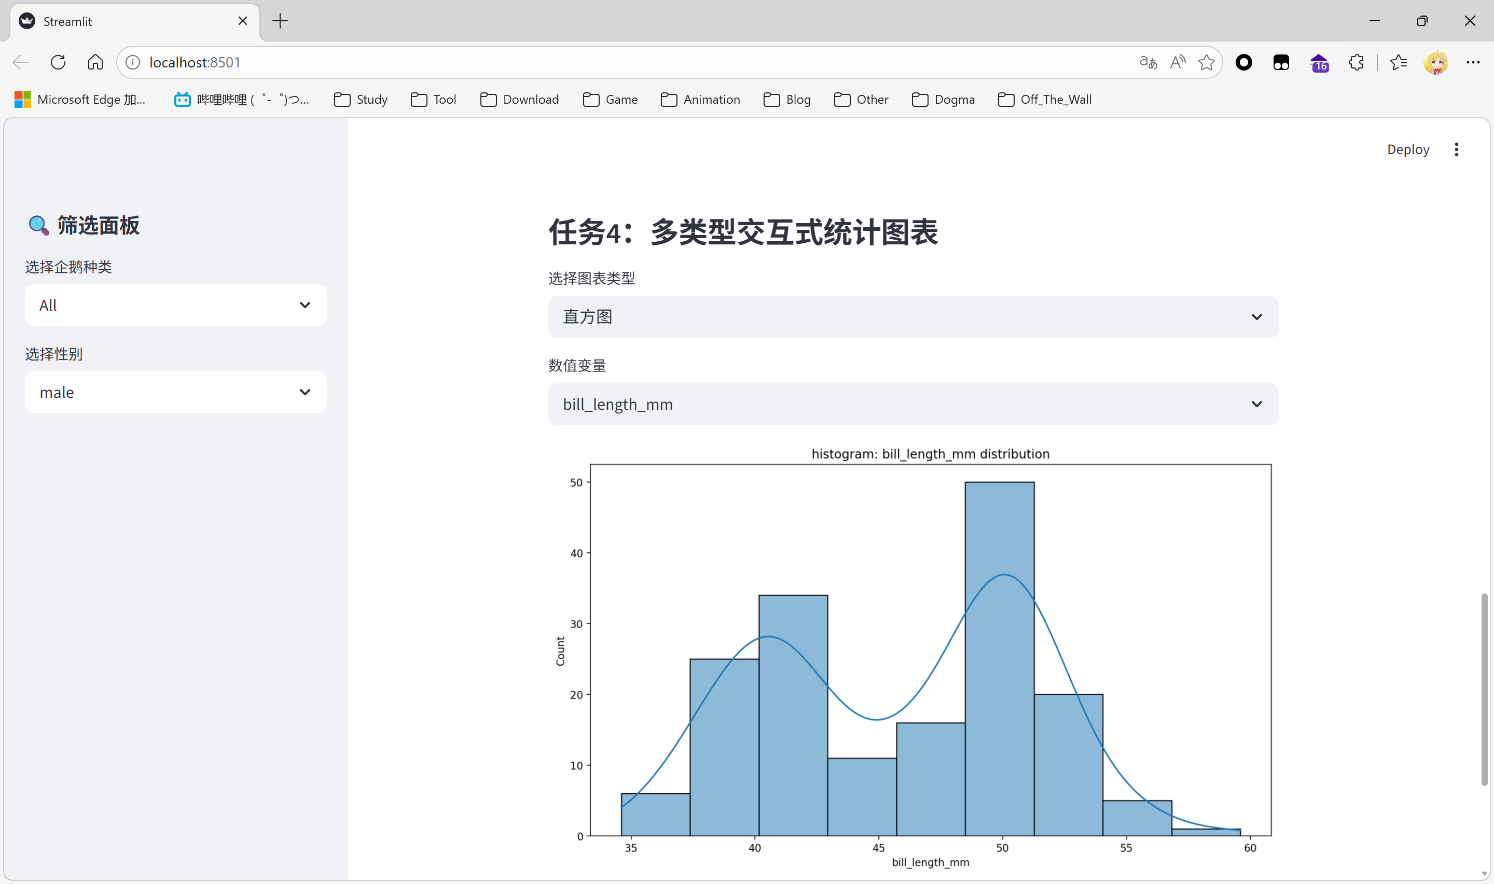 Streamlit
localhost:8501
Microsoft Edge 加...
哔哩哔哩 (゜-゜)つ...
Study
Tool
Download
Game
Animation
Blog
Other
Dogma
Off_The_Wall
16
Deploy
筛选面板
选择企鹅种类
All
选择性别
male
任务4：多类型交互式统计图表
选择图表类型
直方图
数值变量
bill_length_mm
histogram: bill_length_mm distribution
50
40
30
20
10
0
Count
35
40
45
50
55
60
bill_length_mm